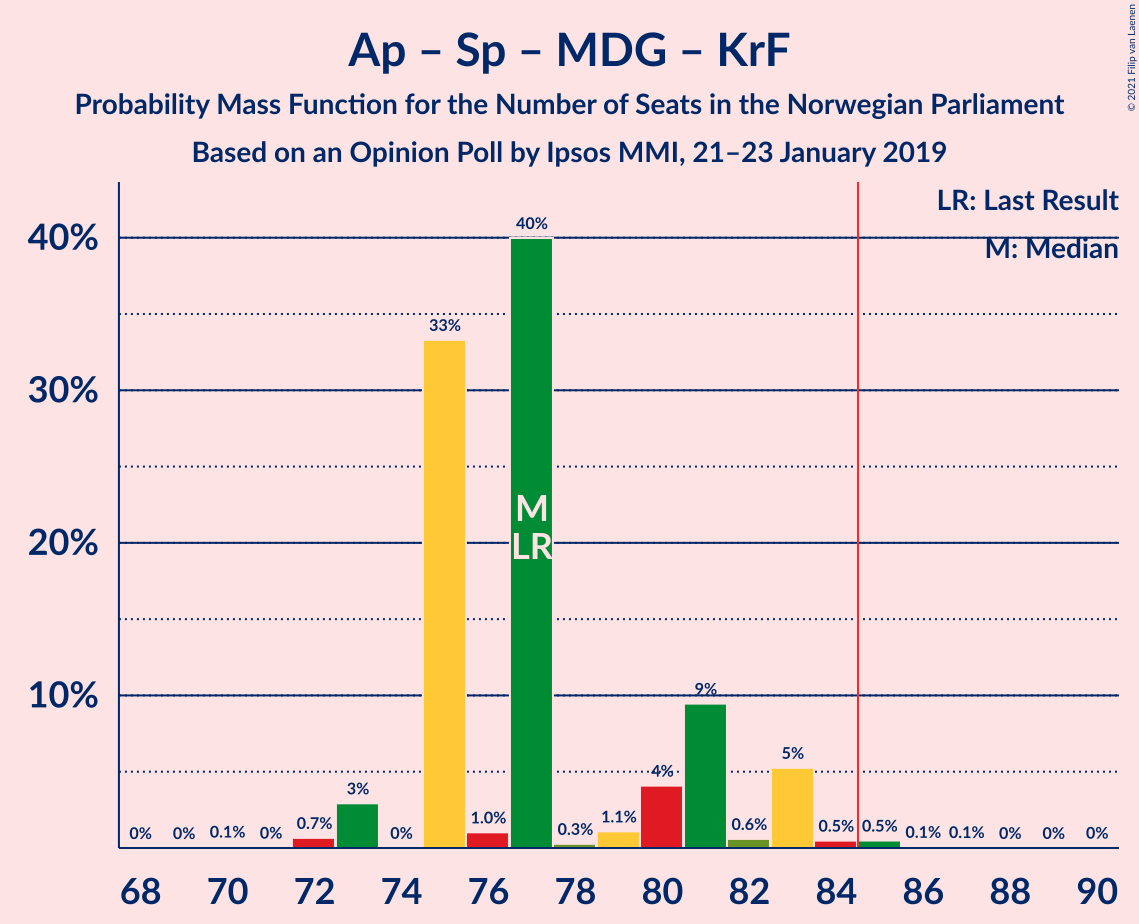 Ap – Sp – MDG – KrF
Probability Mass Function for the Number of Seats in the Norwegian Parliament
Based on an Opinion Poll by Ipsos MMI, 21–23 January 2019
© 2021 Filip van Laenen
LR: Last Result
M: Median
40%
30%
20%
10%
0% 0% 0.1% 0% 0.7% 3% 0% 33% 1.0% 40% 0.3% 1.1% 4% 9% 0.6% 5% 0.5% 0.5% 0.1% 0.1% 0% 0% 0%
M
LR
68 70 72 74 76 78 80 82 84 86 88 90